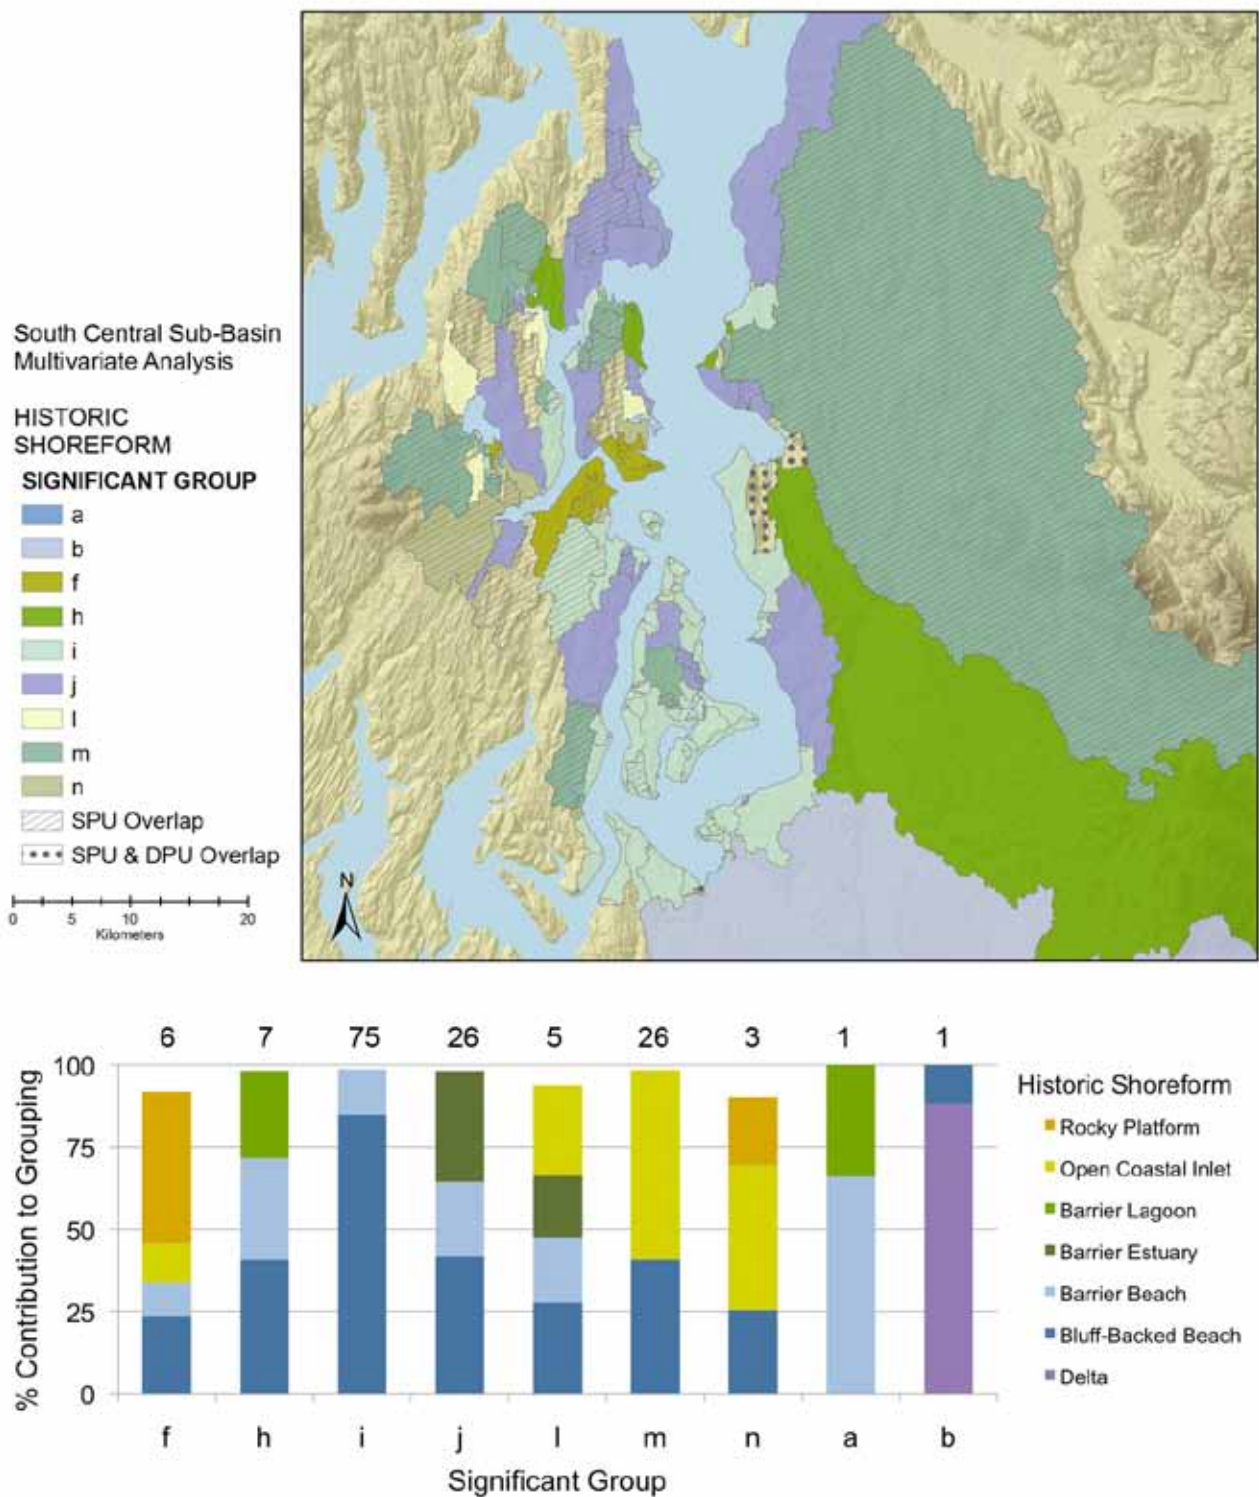 South Central Sub-Basin
Multivariate Analysis
HISTORIC
SHOREFORM
SIGNIFICANT GROUP
a
b
f
h
i
j
l
m
n
SPU Overlap
SPU & DPU Overlap
0 5 10 20
Kilometers
N
6 7 75 26 5 26 3 1 1
% Contribution to Grouping
100
75
50
25
0
f h i j l m n a b
Significant Group
Historic Shoreform
Rocky Platform
Open Coastal Inlet
Barrier Lagoon
Barrier Estuary
Barrier Beach
Bluff-Backed Beach
Delta